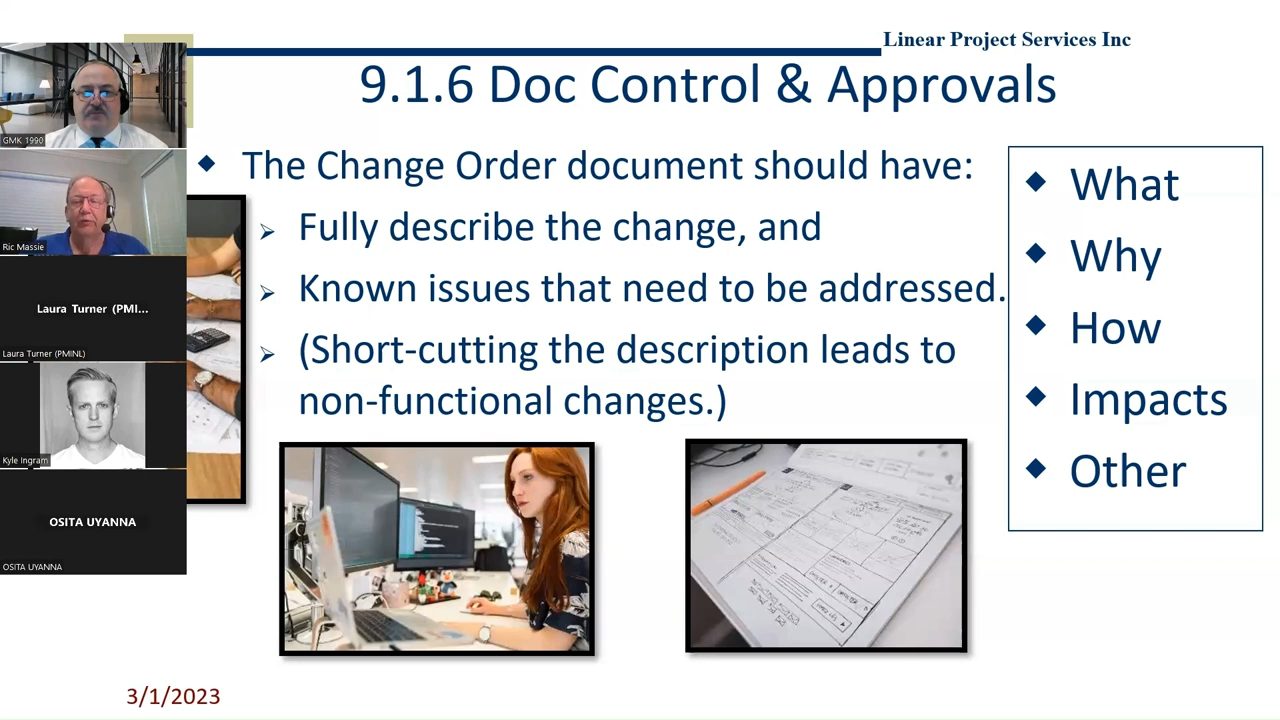 Linear Project Services Inc
9.1.6 Doc Control & Approvals
The Change Order document should have:
Fully describe the change, and
Known issues that need to be addressed.
(Short-cutting the description leads to
non-functional changes.)
What
Why
How
Impacts
Other
GMK 1990
Ric Massie
Laura Turner (PMI...
Laura Turner (PMINL)
Kyle Ingram
OSITA UYANNA
OSITA UYANNA
3/1/2023